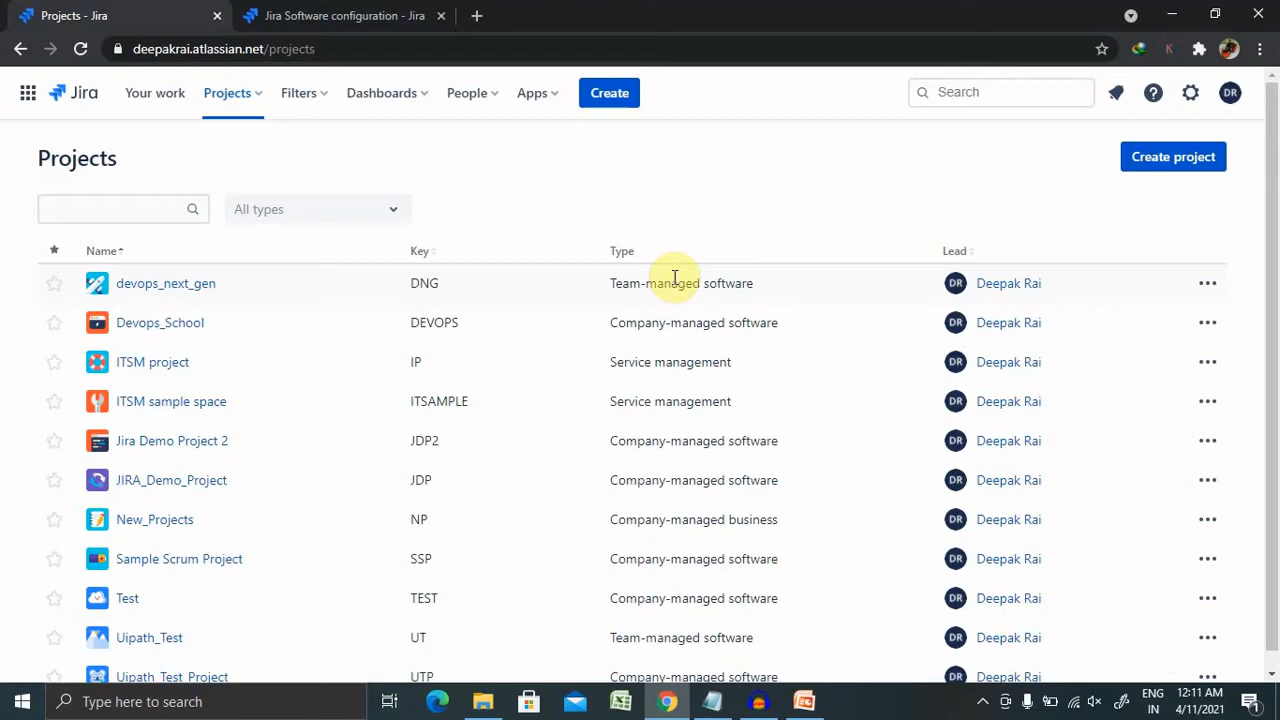 Projects - Jira
Jira Software configuration - Jira
deepakrai.atlassian.net/projects
K
Jira Your work Projects Filters Dashboards People Apps Create Search DR
Projects
Create project
All types
Name Key Type Lead
devops_next_gen DNG Team-managed software DR Deepak Rai
Devops_School DEVOPS Company-managed software DR Deepak Rai
ITSM project IP Service management DR Deepak Rai
ITSM sample space ITSAMPLE Service management DR Deepak Rai
Jira Demo Project 2 JDP2 Company-managed software DR Deepak Rai
JIRA_Demo_Project JDP Company-managed software DR Deepak Rai
New_Projects NP Company-managed business DR Deepak Rai
Sample Scrum Project SSP Company-managed software DR Deepak Rai
Test TEST Company-managed software DR Deepak Rai
Uipath_Test UT Team-managed software DR Deepak Rai
Uipath_Test_Project UTP Company-managed software DR Deepak Rai
Type here to search
ENG
IN
12:11 AM
4/11/2021
1